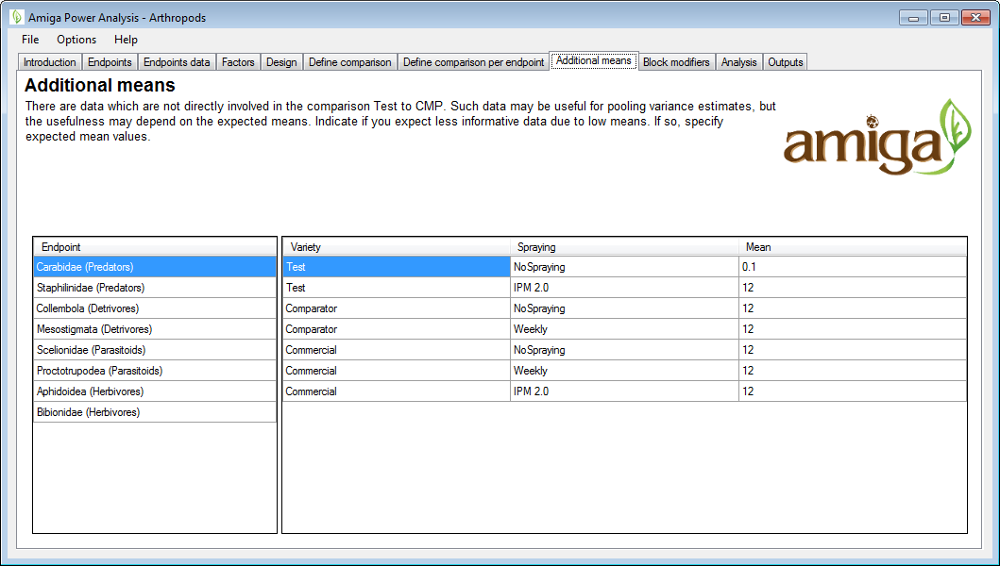 Amiga Power Analysis - Arthropods
File Options Help
Introduction Endpoints Endpoints data Factors Design Define comparison Define comparison per endpoint Additional means Block modifiers Analysis Outputs
Additional means
There are data which are not directly involved in the comparison Test to CMP. Such data may be useful for pooling variance estimates, but
the usefulness may depend on the expected means. Indicate if you expect less informative data due to low means. If so, specify
expected mean values.
amiga
Endpoint Variety Spraying Mean
Carabidae (Predators) Test NoSpraying 0.1
Staphilinidae (Predators) Test IPM 2.0 12
Collembola (Detrivores) Comparator NoSpraying 12
Mesostigmata (Detrivores) Comparator Weekly 12
Scelionidae (Parasitoids) Commercial NoSpraying 12
Proctotrupodea (Parasitoids) Commercial Weekly 12
Aphidoidea (Herbivores) Commercial IPM 2.0 12
Bibionidae (Herbivores)